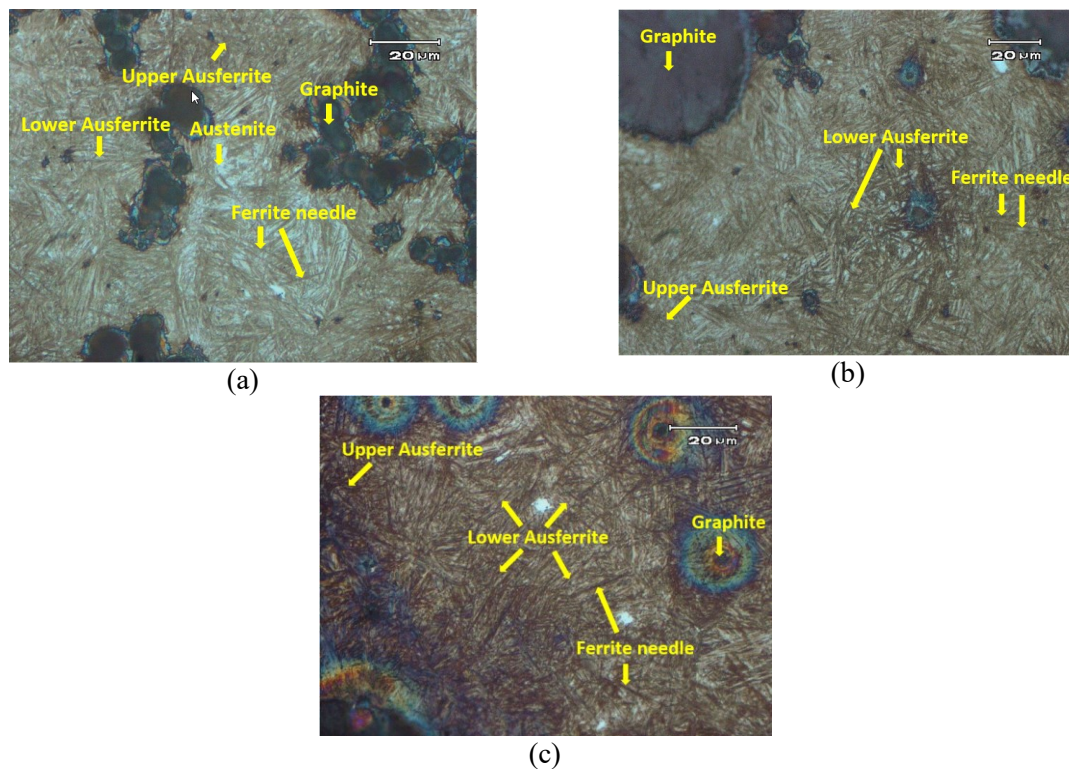 Upper Ausferrite
20 µm
Graphite
Lower Ausferrite
Austenite
Ferrite needle
(a)
Graphite
20 µm
Lower Ausferrite
Ferrite needle
Upper Ausferrite
(b)
20 µm
Upper Ausferrite
Graphite
Lower Ausferrite
Ferrite needle
(c)